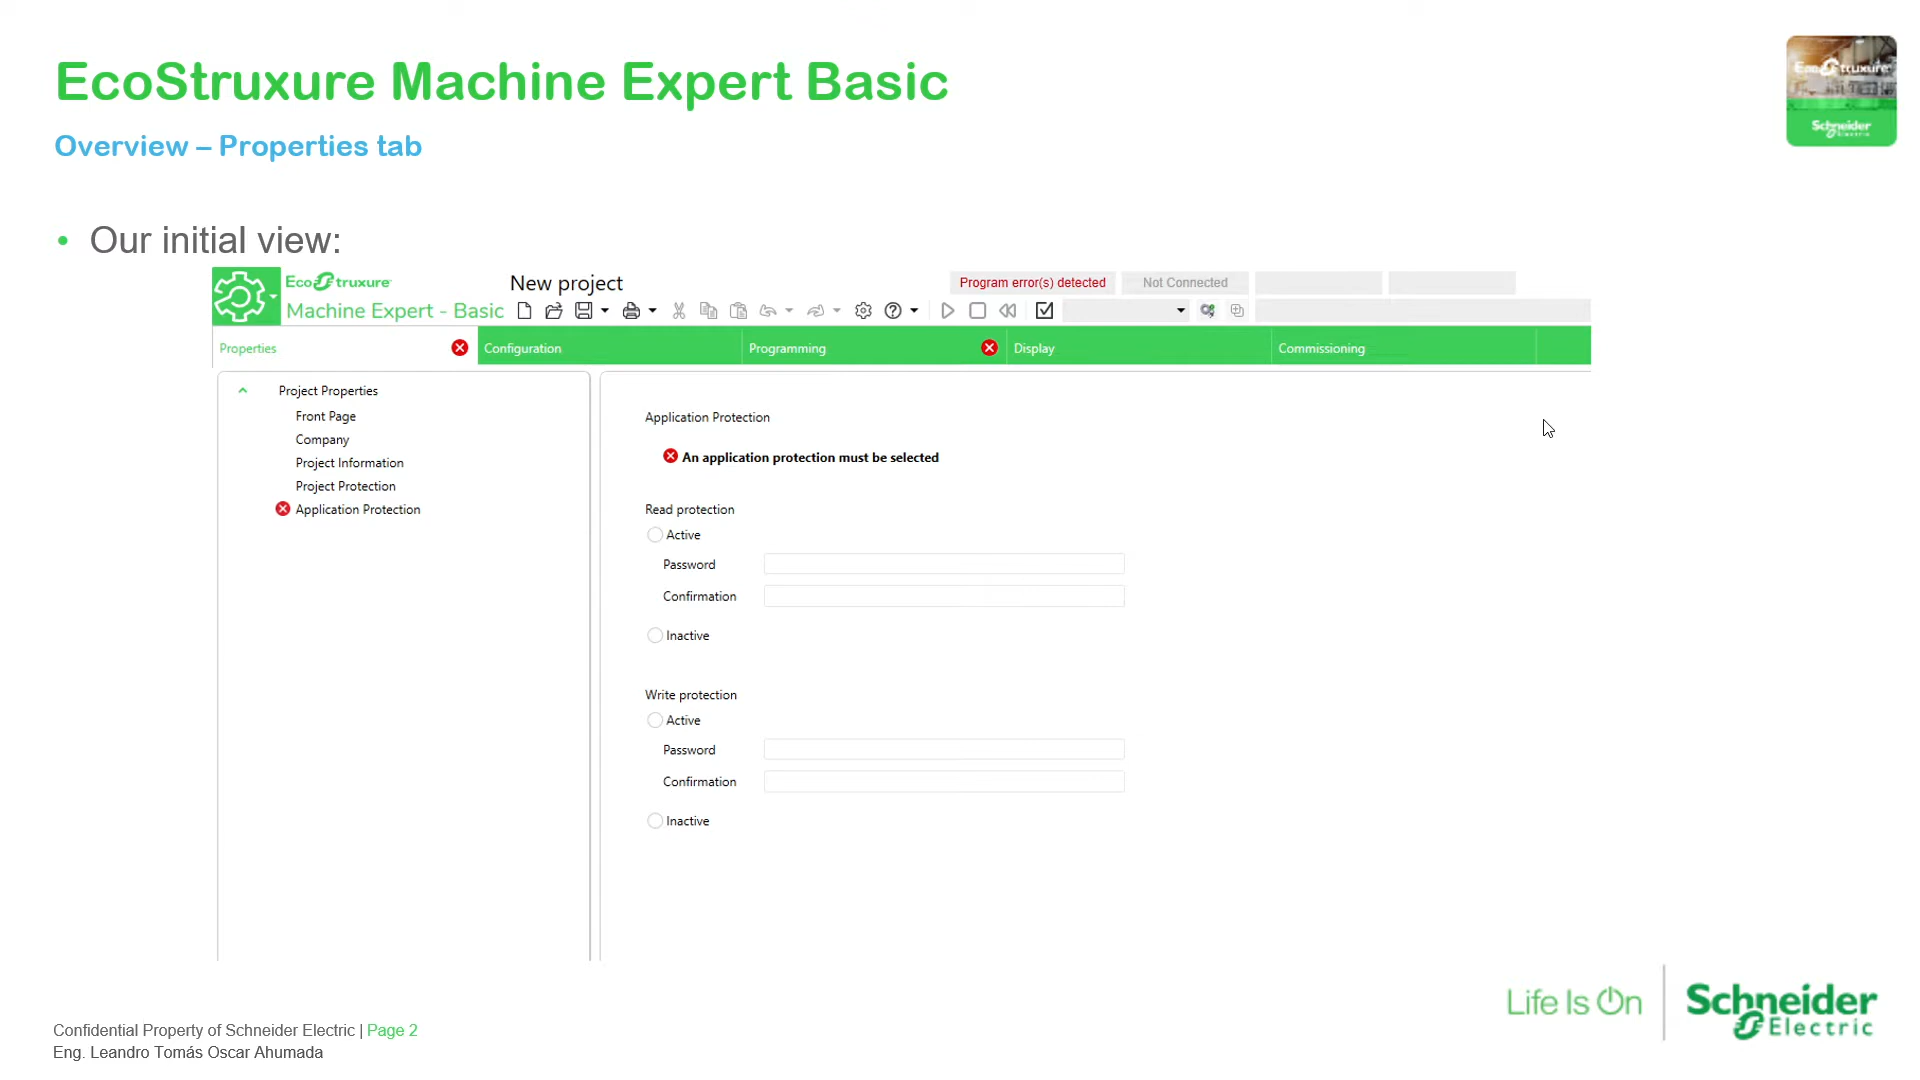 EcoStruxure Machine Expert Basic
Overview – Properties tab
EcoStruxure
Schneider
Electric
• Our initial view:
EcoStruxure
Machine Expert - Basic
New project
Program error(s) detected
Not Connected
Properties
Configuration
Programming
Display
Commissioning
Project Properties
Front Page
Company
Project Information
Project Protection
Application Protection
Application Protection
An application protection must be selected
Read protection
Active
Password
Confirmation
Inactive
Write protection
Active
Password
Confirmation
Inactive
Life Is On
Schneider
Electric
Confidential Property of Schneider Electric | Page 2
Eng. Leandro Tomás Oscar Ahumada